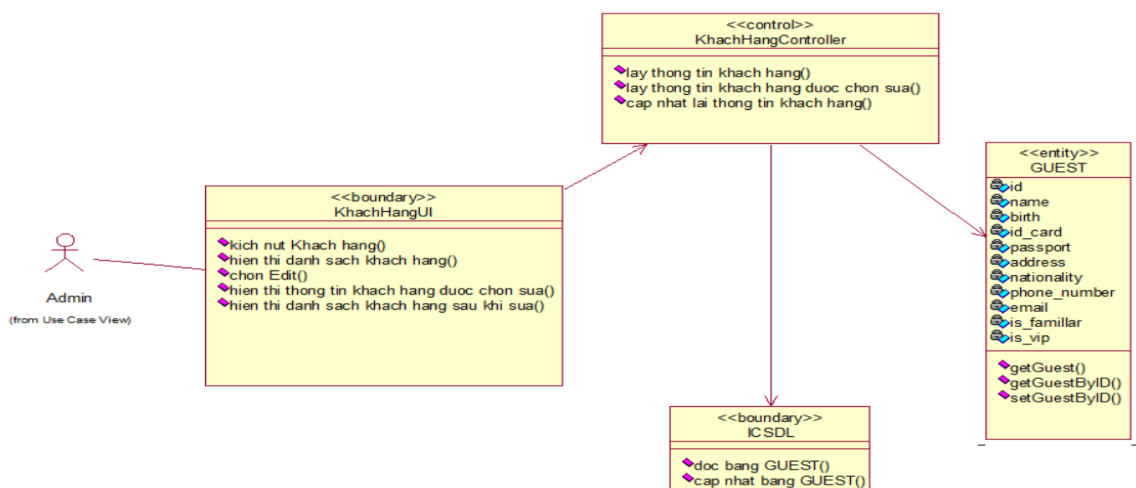 <<control>>
KhachHangController
lay thong tin khach hang()
lay thong tin khach hang duoc chon sua()
cap nhat lai thong tin khach hang()
<<boundary>>
KhachHangUI
kich nut Khach hang()
hien thi danh sach khach hang()
chon Edit()
hien thi thong tin khach hang duoc chon sua()
hien thi danh sach khach hang sau khi sua()
Admin
(from Use Case View)
<<entity>>
GUEST
id
name
birth
id_card
passport
address
nationality
phone_number
email
is_famillar
is_vip
getGuest()
getGuestByID()
setGuestByID()
<<boundary>>
ICSDL
doc bang GUEST()
cap nhat bang GUEST()